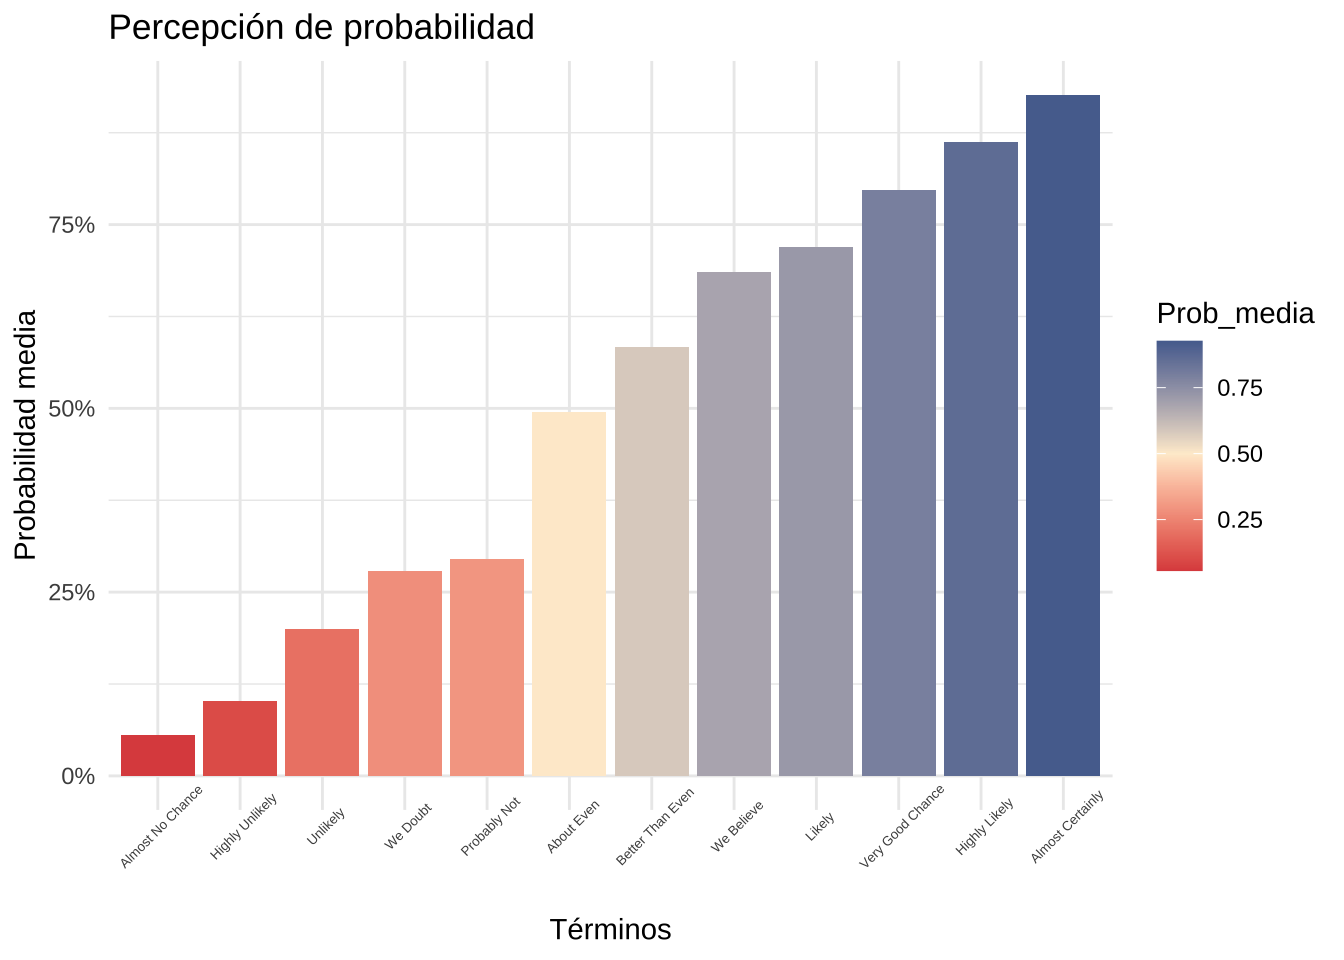 Percepción de probabilidad
Probabilidad media
75%
50%
25%
0%
Almost No Chance
Highly Unlikely
Unlikely
We Doubt
Probably Not
About Even
Better Than Even
We Believe
Likely
Very Good Chance
Highly Likely
Almost Certainly
Términos
Prob_media
0.75
0.50
0.25